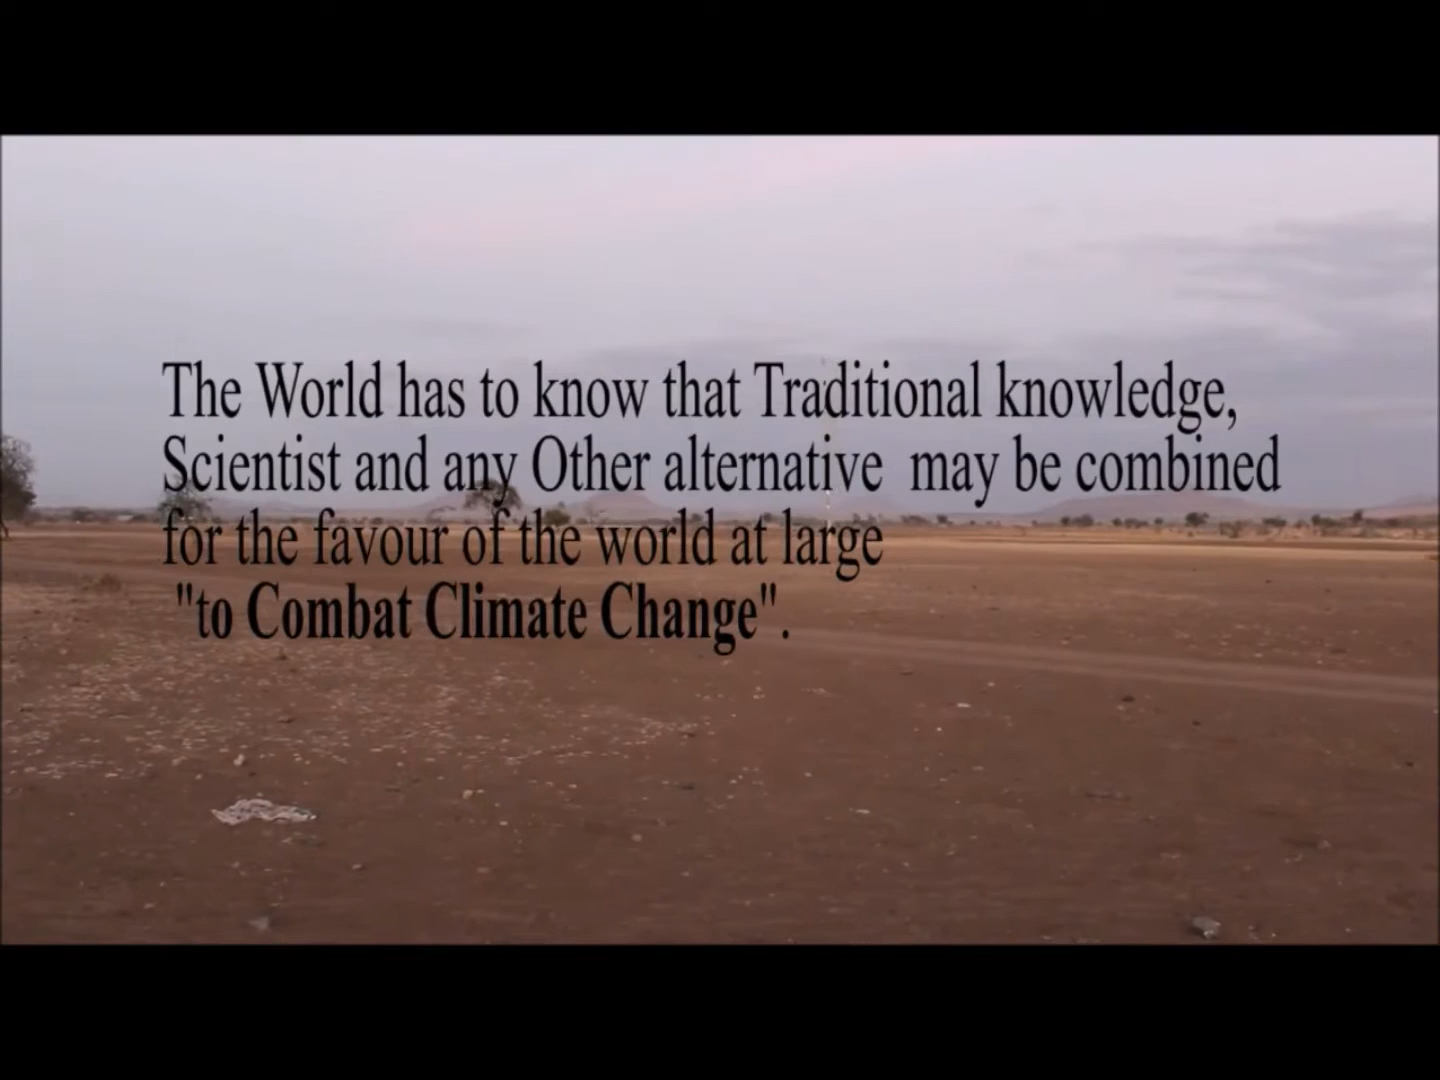 The World has to know that Traditional knowledge,
Scientist and any Other alternative  may be combined
for the favour of the world at large
"to Combat Climate Change".